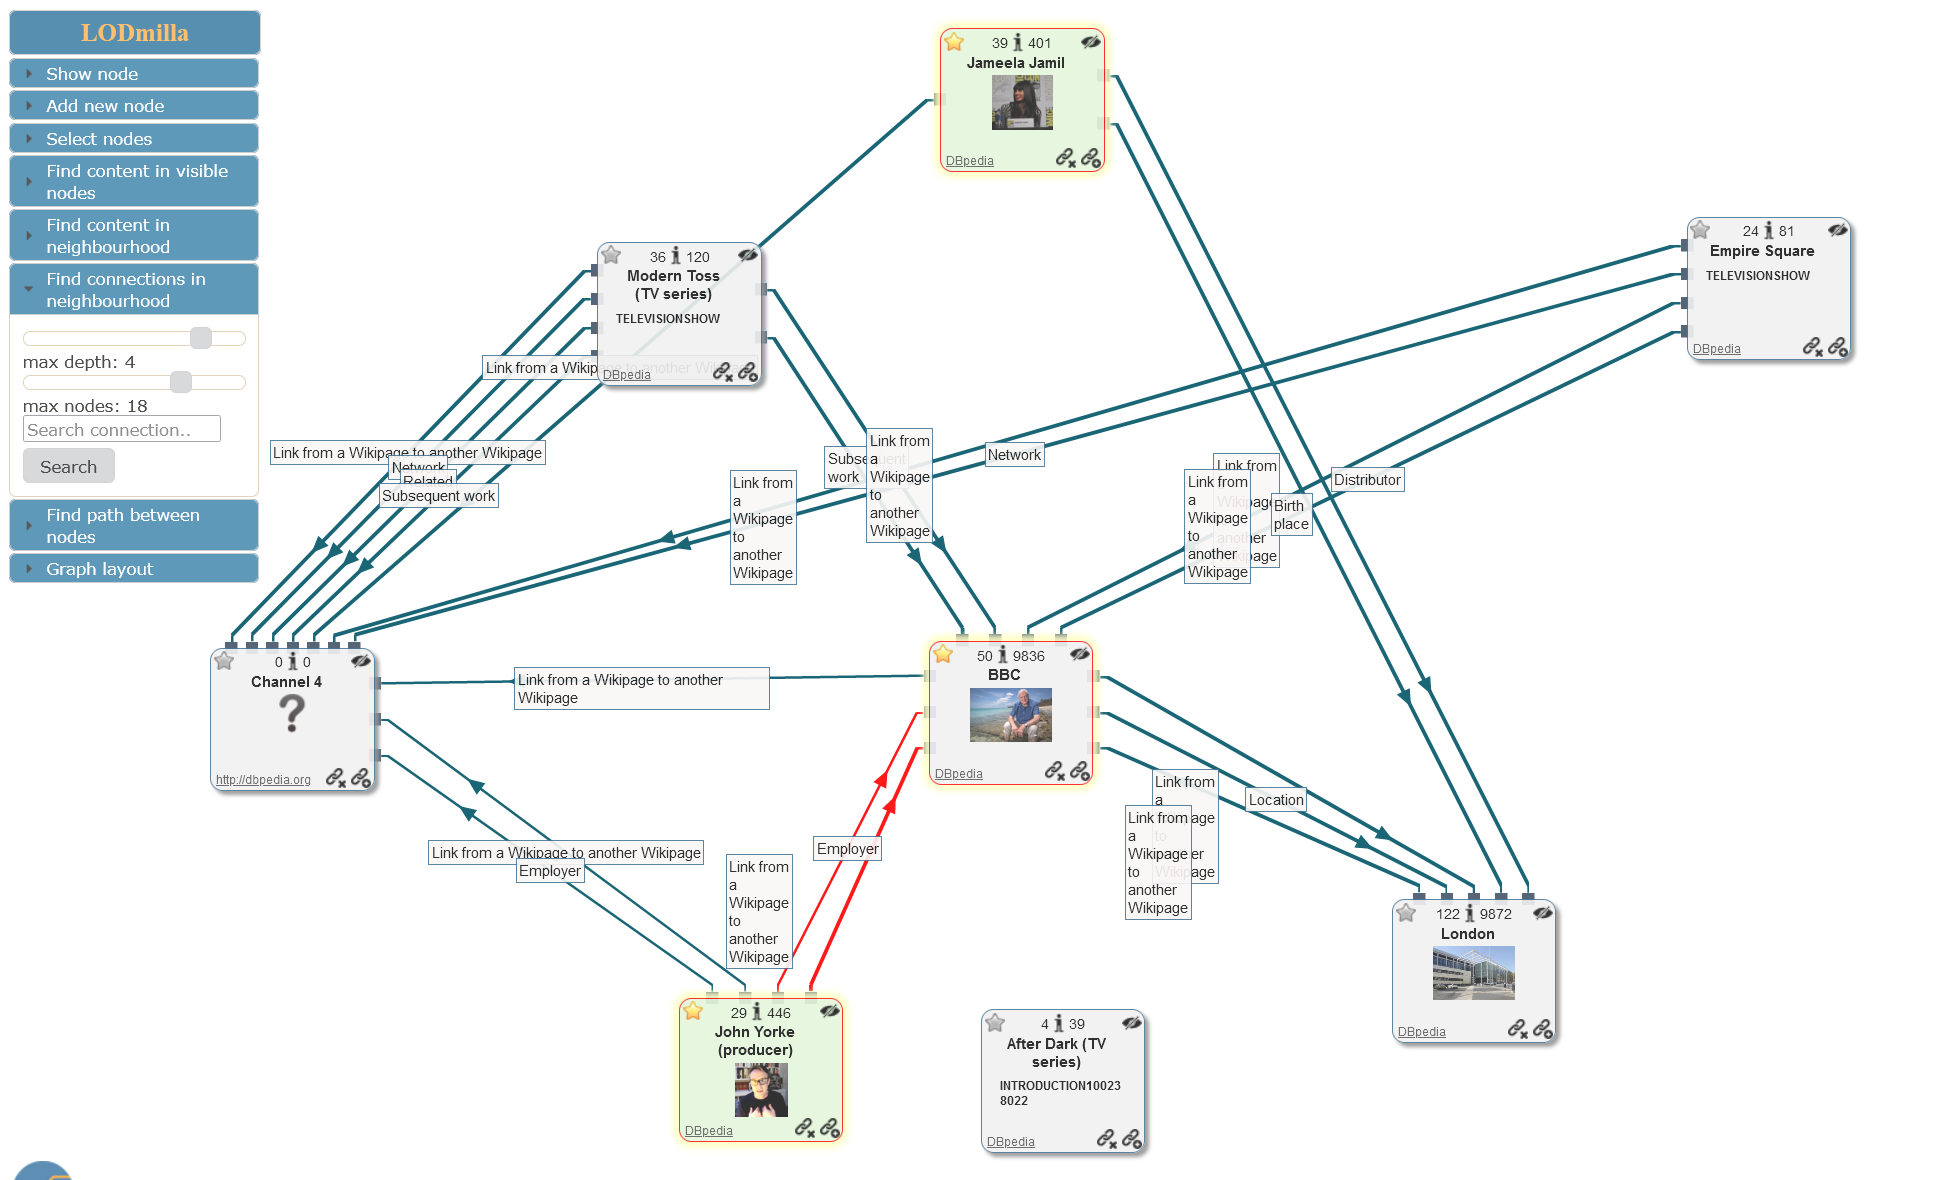 LODmilla
Show node
Add new node
Select nodes
Find content in visible
nodes
Find content in
neighbourhood
Find connections in
neighbourhood
max depth: 4
max nodes: 18
Search connection..
Search
Find path between
nodes
Graph layout
39 401
Jameela Jamil
DBpedia
36 120
Modern Toss
(TV series)
TELEVISIONSHOW
DBpedia
24 81
Empire Square
TELEVISIONSHOW
DBpedia
Link from a Wikipage to another Wikipage
Link from a Wikipage to another Wikipage
Network
Related
Subsequent work
Link from
a
Wikipage
to
another
Wikipage
Subsequent
work
Link from
a
Wikipage
to
another
Wikipage
Network
Link from
Wikipage
another
Wikipage
Link from
a
Wikipage
to
another
Wikipage
Birth
place
Distributor
0 0
Channel 4
?
http://dbpedia.org
Link from a Wikipage to another
Wikipage
50 9836
BBC
DBpedia
Link from a Wikipage to another Wikipage
Employer
Link from
a
Wikipage
to
another
Wikipage
Employer
Link from
a
Wikipage
to
another
Wikipage
Link from
a
Wikipage
to
another
Wikipage
Location
122 9872
London
DBpedia
29 446
John Yorke
(producer)
DBpedia
4 39
After Dark (TV
series)
INTRODUCTION10023
8022
DBpedia